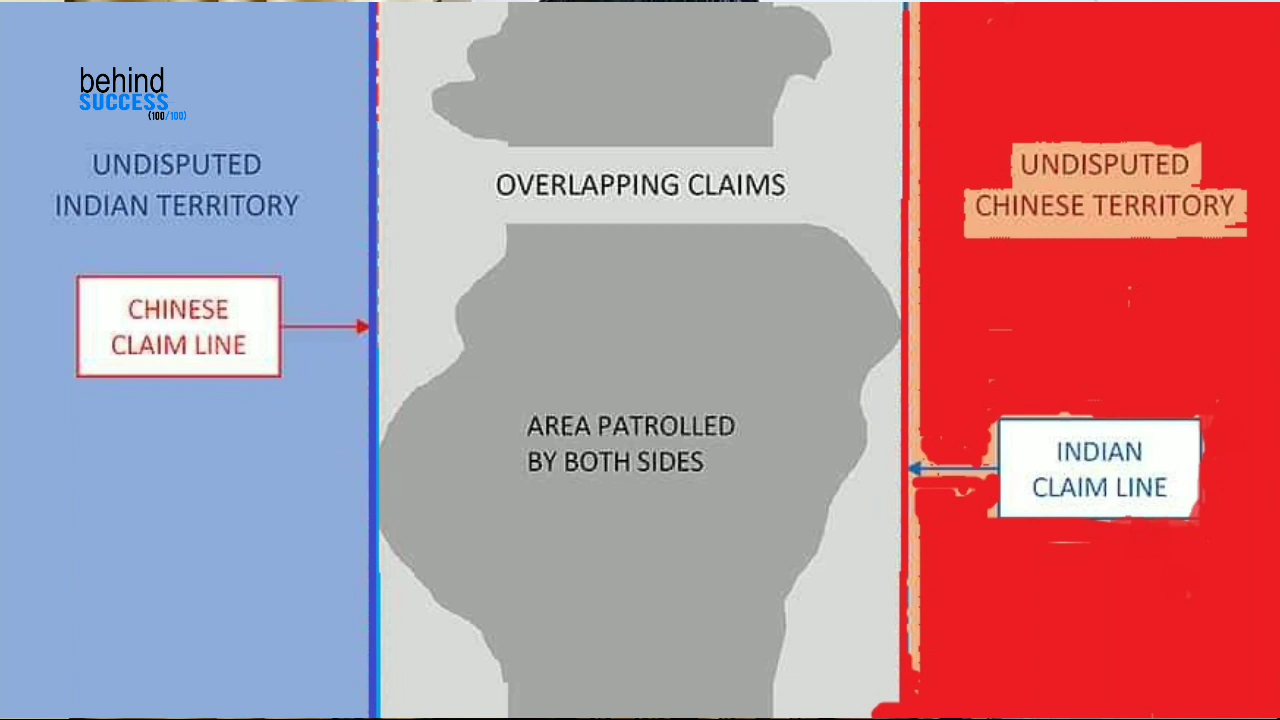 behind
SUCCESS
(100/100)
UNDISPUTED
INDIAN TERRITORY
CHINESE
CLAIM LINE
OVERLAPPING CLAIMS
AREA PATROLLED
BY BOTH SIDES
UNDISPUTED
CHINESE TERRITORY
INDIAN
CLAIM LINE